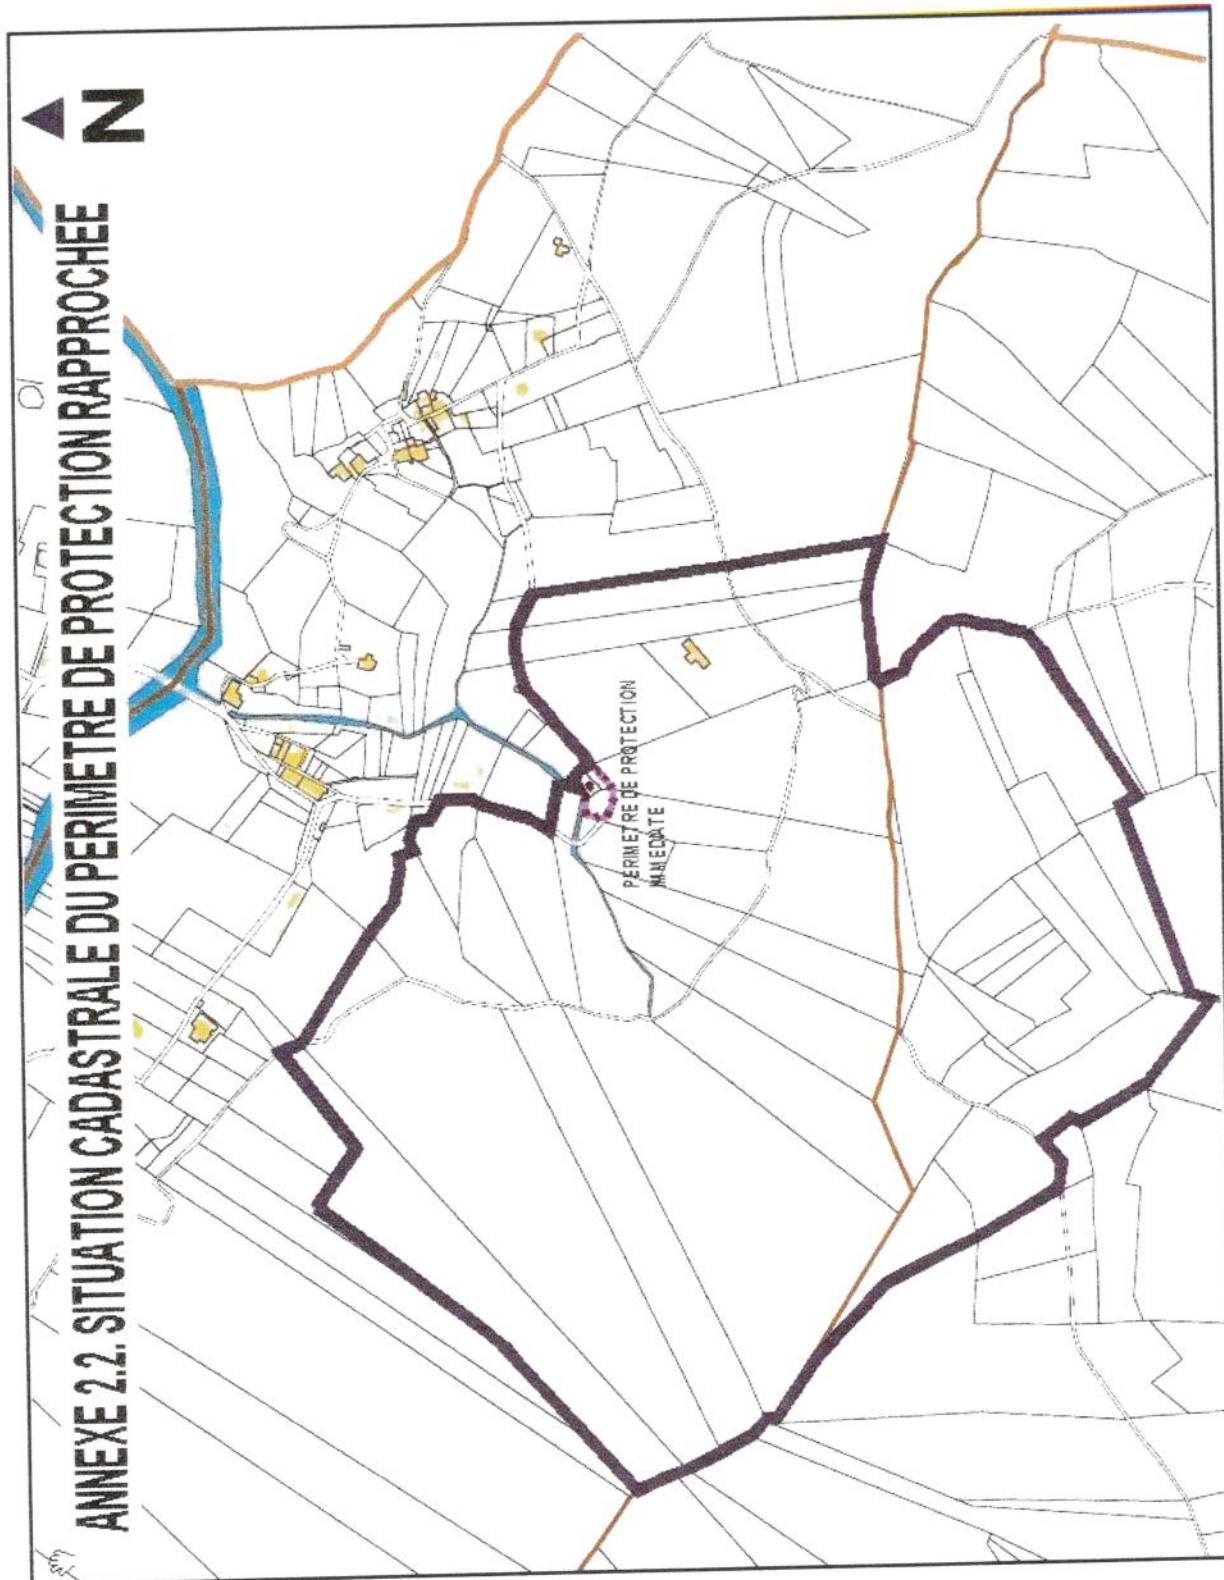 ANNEXE 2.2. SITUATION CADASTRALE DU PERIMETRE DE PROTECTION RAPPROCHEE
N
PERIMETRE DE PROTECTION
IMMEDIATE